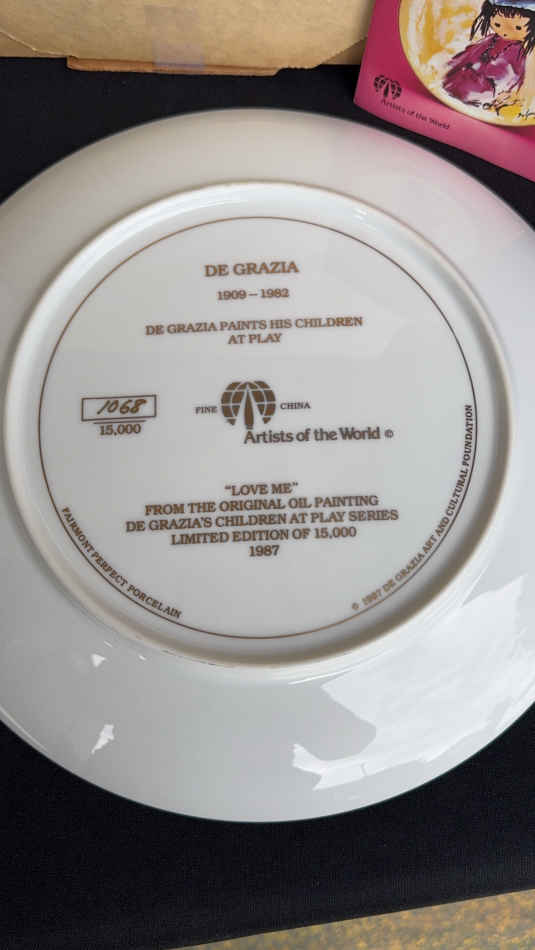 Artists of the World
DE GRAZIA
1909 – 1982
DE GRAZIA PAINTS HIS CHILDREN
AT PLAY
1068
15,000
FINE CHINA
Artists of the World ©
"LOVE ME"
FROM THE ORIGINAL OIL PAINTING
DE GRAZIA'S CHILDREN AT PLAY SERIES
LIMITED EDITION OF 15,000
1987
FAIRMONT PERFECT PORCELAIN
© 1987 DE GRAZIA ART AND CULTURAL FOUNDATION